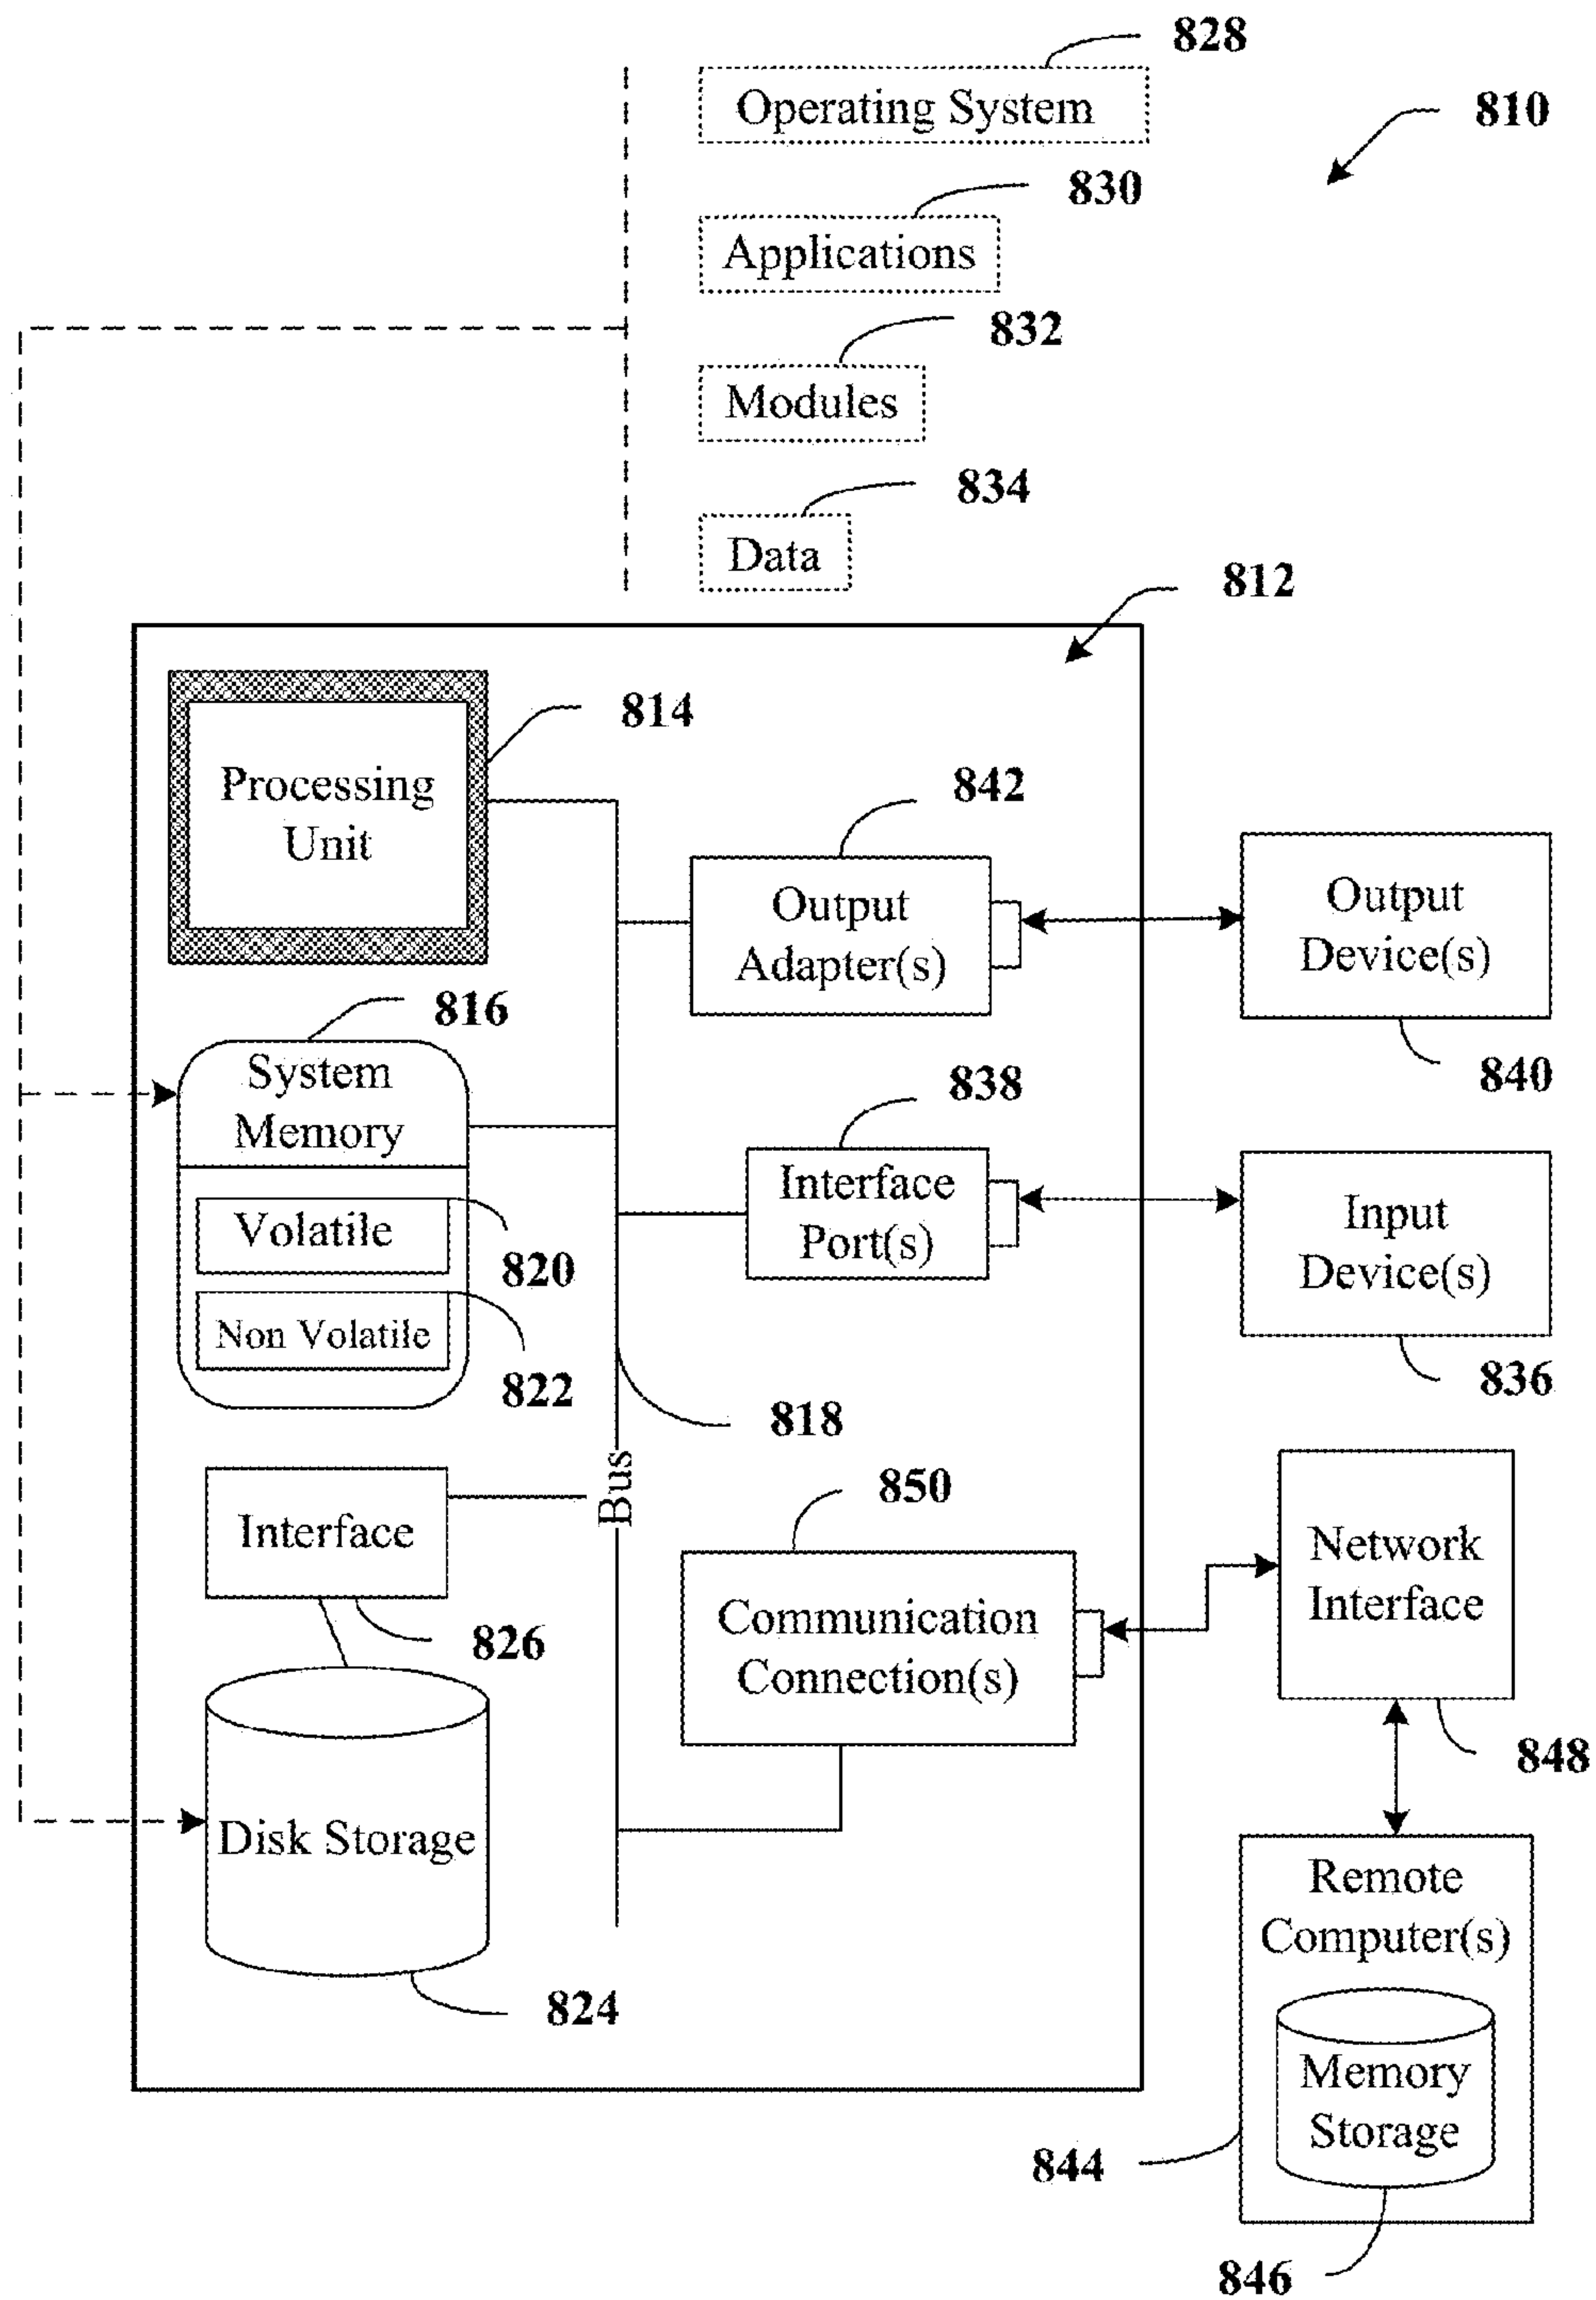 828
Operating System
810
830
Applications
832
Modules
834
Data
812
814
Processing
Unit
842
Output
Adapter(s)
Output
Device(s)
840
816
System
Memory
838
Interface
Port(s)
Input
Device(s)
836
Volatile
820
Non Volatile
822
818
Bus
850
Interface
826
Communication
Connection(s)
Network
Interface
848
Disk Storage
824
Remote
Computer(s)
Memory
Storage
844
846